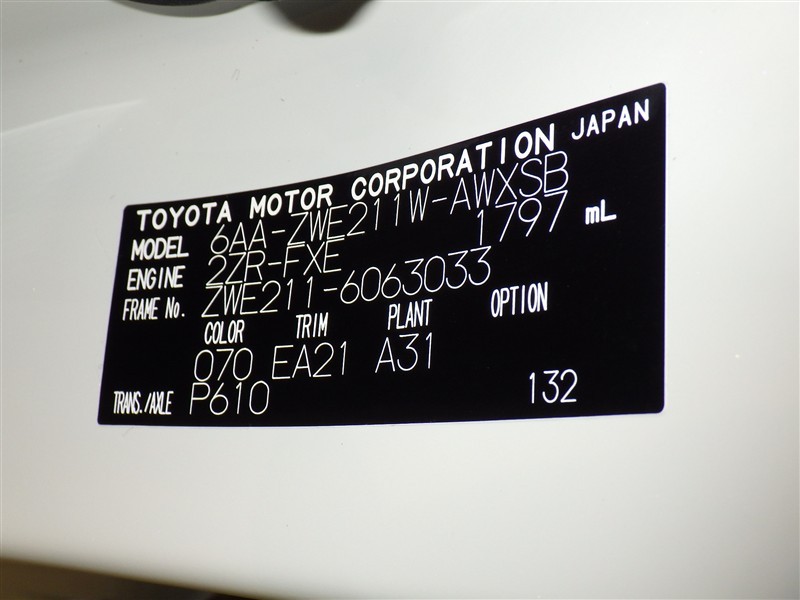 TOYOTA MOTOR CORPORATION JAPAN
MODEL 6AA-ZWE211W-AWXSB
ENGINE 2ZR-FXE 1797 mL
FRAME No. ZWE211-6063033
COLOR TRIM PLANT OPTION
070 EA21 A31
TRANS./AXLE P610 132